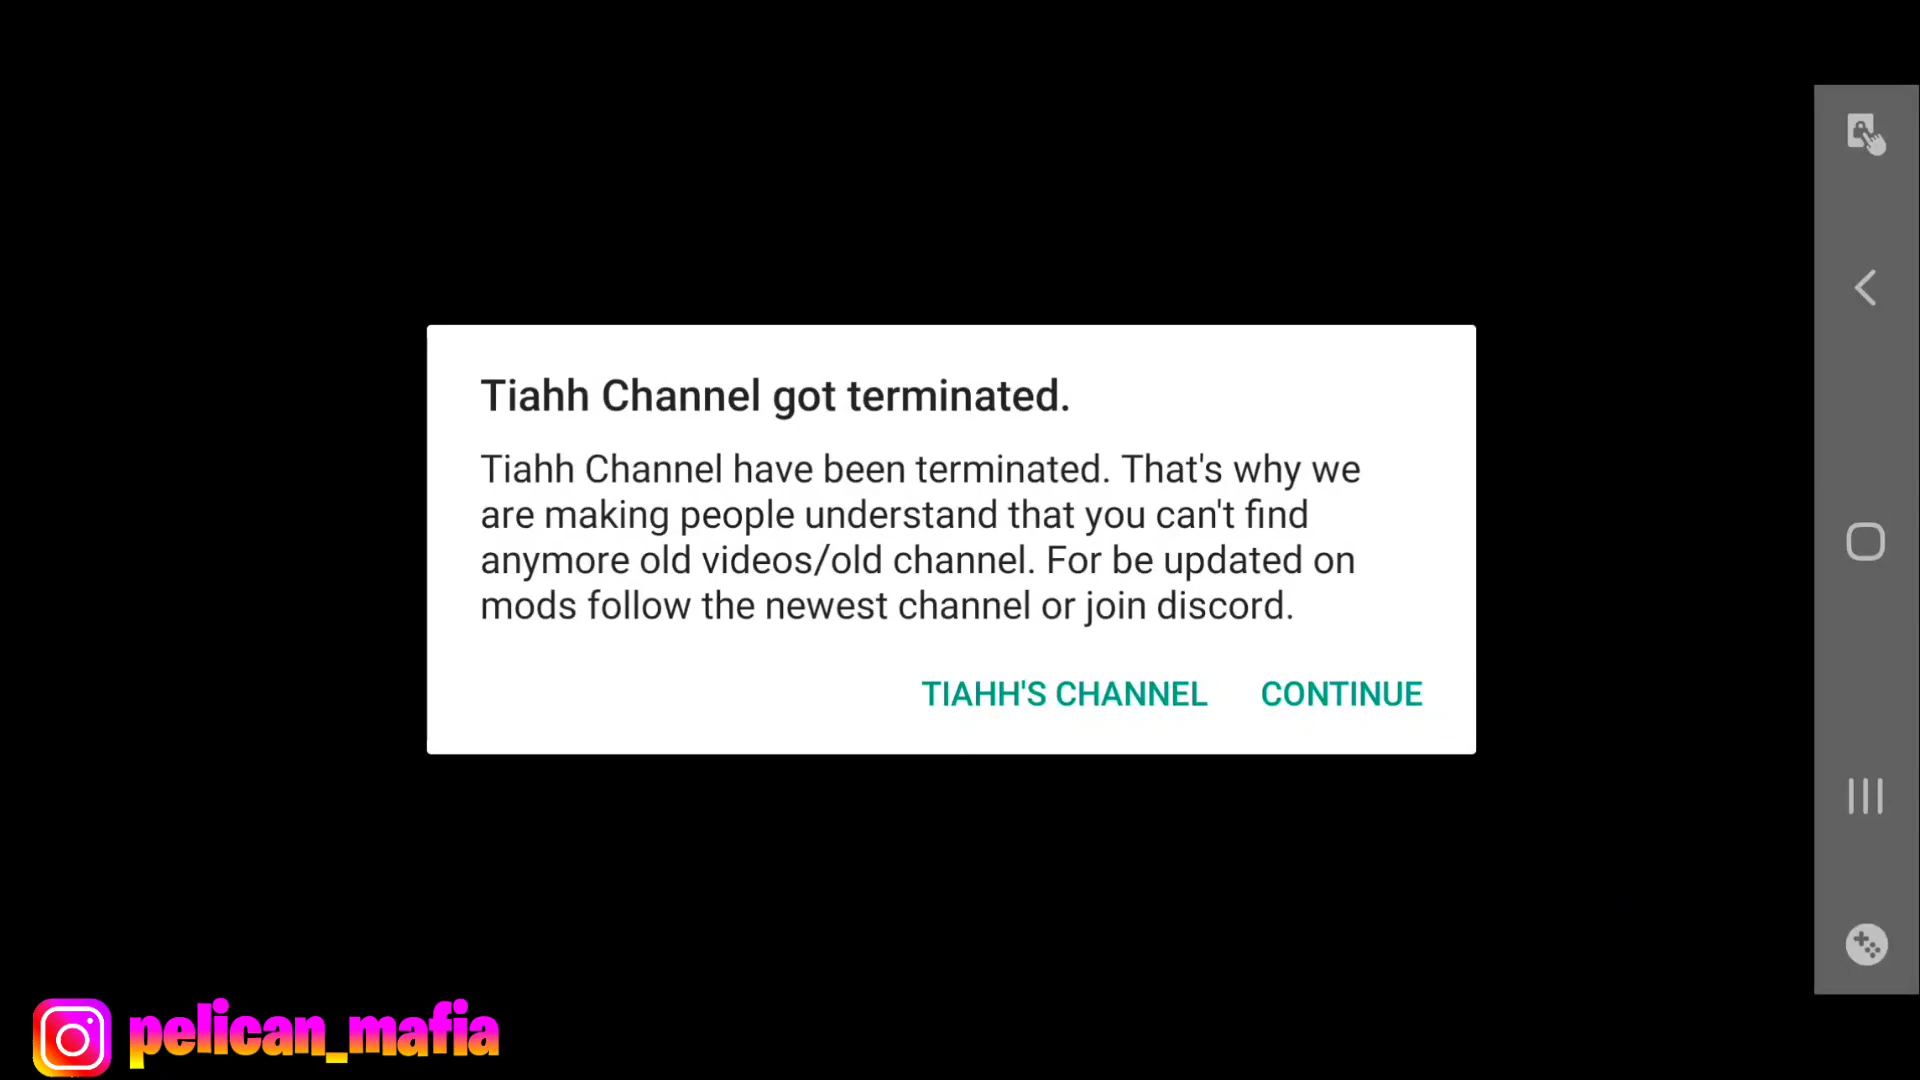 Tiahh Channel got terminated.
Tiahh Channel have been terminated. That's why we
are making people understand that you can't find
anymore old videos/old channel. For be updated on
mods follow the newest channel or join discord.
TIAHH'S CHANNEL CONTINUE
pelican_mafia